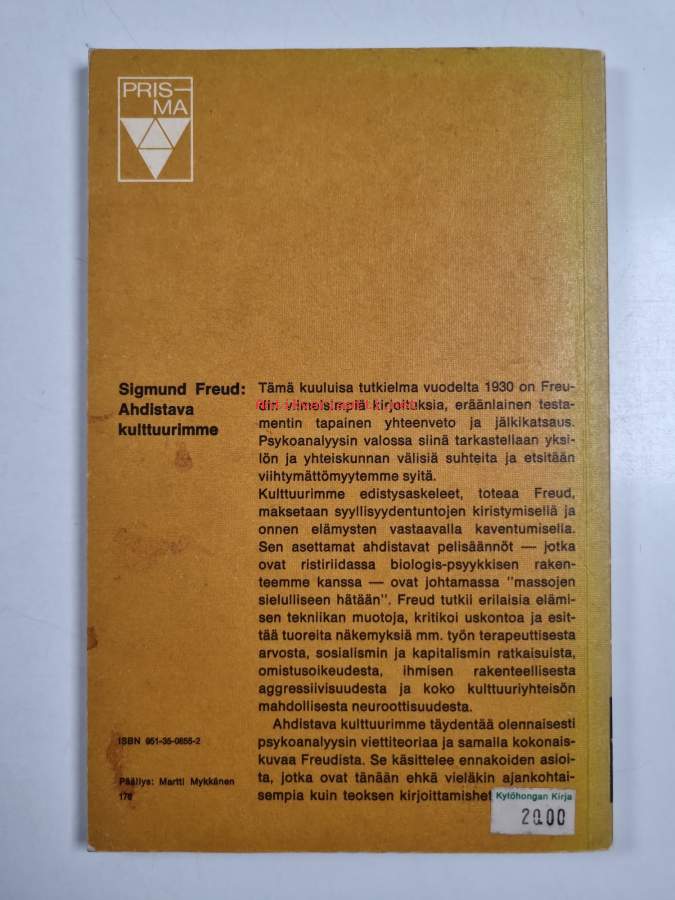 PRIS-
MA
Sigmund Freud:
Ahdistava
kulttuurimme
Tämä kuuluisa tutkielma vuodelta 1930 on Freu-
din viimeisimpiä kirjoituksia, eräänlainen testa-
mentin tapainen yhteenveto ja jälkikatsaus.
Psykoanalyysin valossa siinä tarkastellaan yksi-
lön ja yhteiskunnan välisiä suhteita ja etsitään
viihtymättömyytemme syitä.
Kulttuurimme edistysaskeleet, toteaa Freud,
maksetaan syyllisyydentuntojen kiristymisellä ja
onnen elämysten vastaavalla kaventumisella.
Sen asettamat ahdistavat pelisäännöt — jotka
ovat ristiriidassa biologis-psyykkisen raken-
teemme kanssa — ovat johtamassa "massojen
sielulliseen hätään". Freud tutkii erilaisia elämi-
sen tekniikan muotoja, kritikoi uskontoa ja esit-
tää tuoreita näkemyksiä mm. työn terapeuttisesta
arvosta, sosialismin ja kapitalismin ratkaisuista,
omistusoikeudesta, ihmisen rakenteellisesta
aggressiivisuudesta ja koko kulttuuriyhteisön
mahdollisesta neuroottisuudesta.
Ahdistava kulttuurimme täydentää olennaisesti
psykoanalyysin viettiteoriaa ja samalla kokonais-
kuvaa Freudista. Se käsittelee ennakoiden asioi-
ta, jotka ovat tänään ehkä vieläkin ajankohtai-
sempia kuin teoksen kirjoittamishet
ISBN 951-35-0655-2
Päällys: Martti Mykkänen
176
Kytöhongan Kirja
20.00